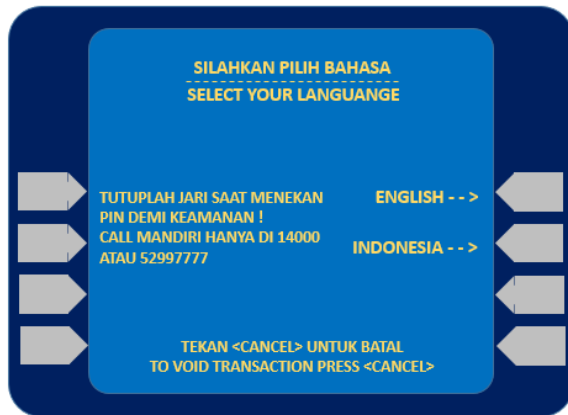 SILAHKAN PILIH BAHASA
SELECT YOUR LANGUANGE
TUTUPLAH JARI SAAT MENEKAN
PIN DEMI KEAMANAN !
CALL MANDIRI HANYA DI 14000
ATAU 52997777
ENGLISH - - >
INDONESIA - - >
TEKAN <CANCEL> UNTUK BATAL
TO VOID TRANSACTION PRESS <CANCEL>